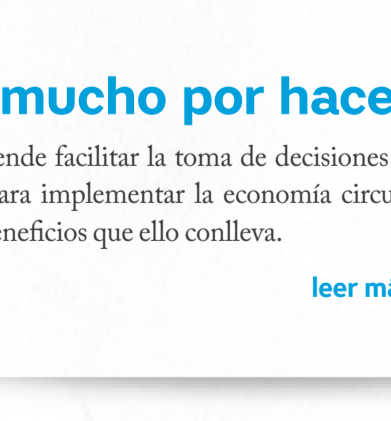 mucho por hace
ende facilitar la toma de decisiones
ara implementar la economía circu
eneficios que ello conlleva.
leer má